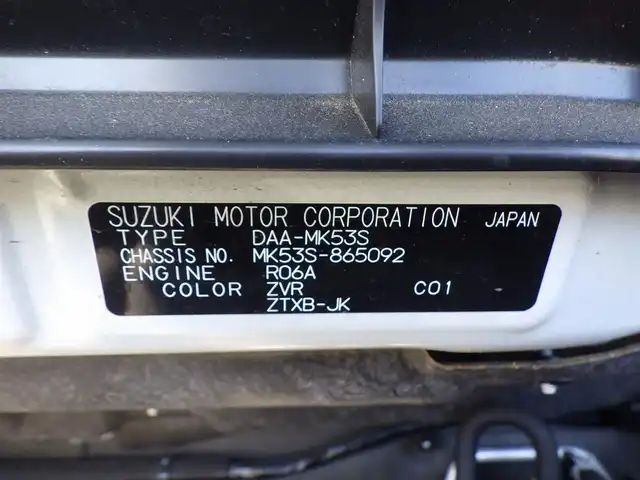 SUZUKI MOTOR CORPORATION JAPAN
TYPE DAA-MK53S
CHASSIS NO. MK53S-865092
ENGINE R06A
COLOR ZVR C01
ZTXB-JK